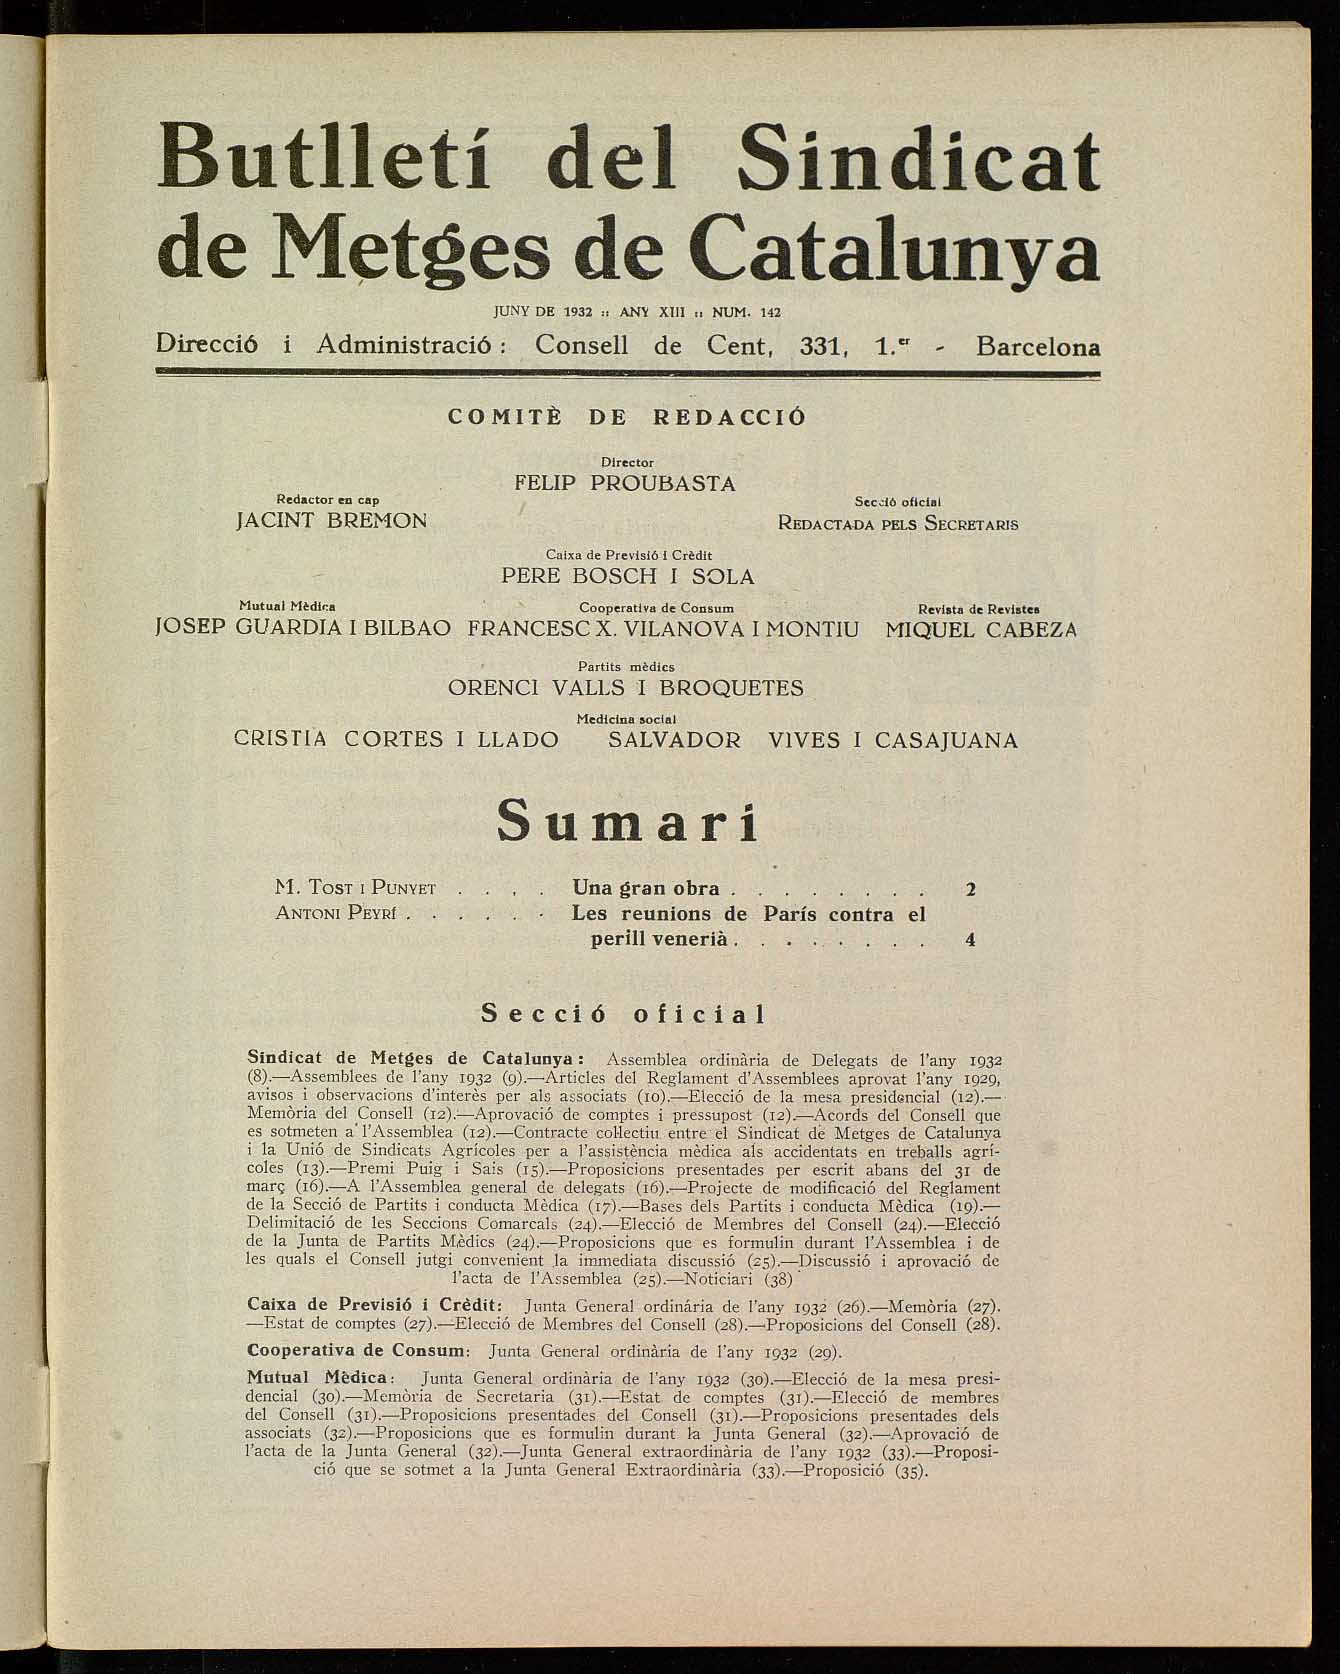 Butlletí del Sindicat
de Metges de Catalunya
JUNY DE 1932 :: ANY XIII :: NUM. 142
Direcció i Administració : Consell de Cent, 331, 1.er - Barcelona
COMITÈ DE REDACCIÓ
Director
FELIP PROUBASTA
Redactor en cap
JACINT BREMON
Secció oficial
REDACTADA PELS SECRETARIS
Caixa de Previsió i Crèdit
PERE BOSCH I SOLA
Mutual Mèdica
JOSEP GUARDIA I BILBAO
Cooperativa de Consum
FRANCESC X. VILANOVA I MONTIU
Revista de Revistes
MIQUEL CABEZA
Partits mèdics
ORENCI VALLS I BROQUETES
Medicina social
CRISTIÀ CORTES I LLADO SALVADOR VIVES I CASAJUANA
Sumari
M. TOST I PUNYET . . . . Una gran obra . . . . . . . . 2
ANTONI PEYRÍ . . . . . . Les reunions de París contra el
perill venerià . . . . . . . . 4
Secció oficial
Sindicat de Metges de Catalunya : Assemblea ordinària de Delegats de l'any 1932
(8).—Assemblees de l'any 1932 (9).—Articles del Reglament d'Assemblees aprovat l'any 1929,
avisos i observacions d'interès per als associats (10).—Elecció de la mesa presidencial (12).—
Memòria del Consell (12).—Aprovació de comptes i pressupost (12).—Acords del Consell que
es sotmeten a l'Assemblea (12).—Contracte col·lectiu entre el Sindicat de Metges de Catalunya
i la Unió de Sindicats Agrícoles per a l'assistència mèdica als accidentats en treballs agrí-
coles (13).—Premi Puig i Sais (15).—Proposicions presentades per escrit abans del 31 de
març (16).—A l'Assemblea general de delegats (16).—Projecte de modificació del Reglament
de la Secció de Partits i conducta Mèdica (17).—Bases dels Partits i conducta Mèdica (19).—
Delimitació de les Seccions Comarcals (24).—Elecció de Membres del Consell (24).—Elecció
de la Junta de Partits Mèdics (24).—Proposicions que es formulin durant l'Assemblea i de
les quals el Consell jutgi convenient la immediata discussió (25).—Discussió i aprovació de
l'acta de l'Assemblea (25).—Noticiari (38)
Caixa de Previsió i Crèdit: Junta General ordinária de l'any 1932 (26).—Memòria (27).
—Estat de comptes (27).—Elecció de Membres del Consell (28).—Proposicions del Consell (28).
Cooperativa de Consum: Junta General ordinària de l'any 1932 (29).
Mutual Mèdica: Junta General ordinària de l'any 1932 (30).—Elecció de la mesa presi-
dencial (30).—Memòria de Secretaria (31).—Estat de comptes (31).—Elecció de membres
del Consell (31).—Proposicions presentades del Consell (31).—Proposicions presentades dels
associats (32).—Proposicions que es formulin durant la Junta General (32).—Aprovació de
l'acta de la Junta General (32).—Junta General extraordinària de l'any 1932 (33).—Proposi-
ció que se sotmet a la Junta General Extraordinària (33).—Proposició (35).